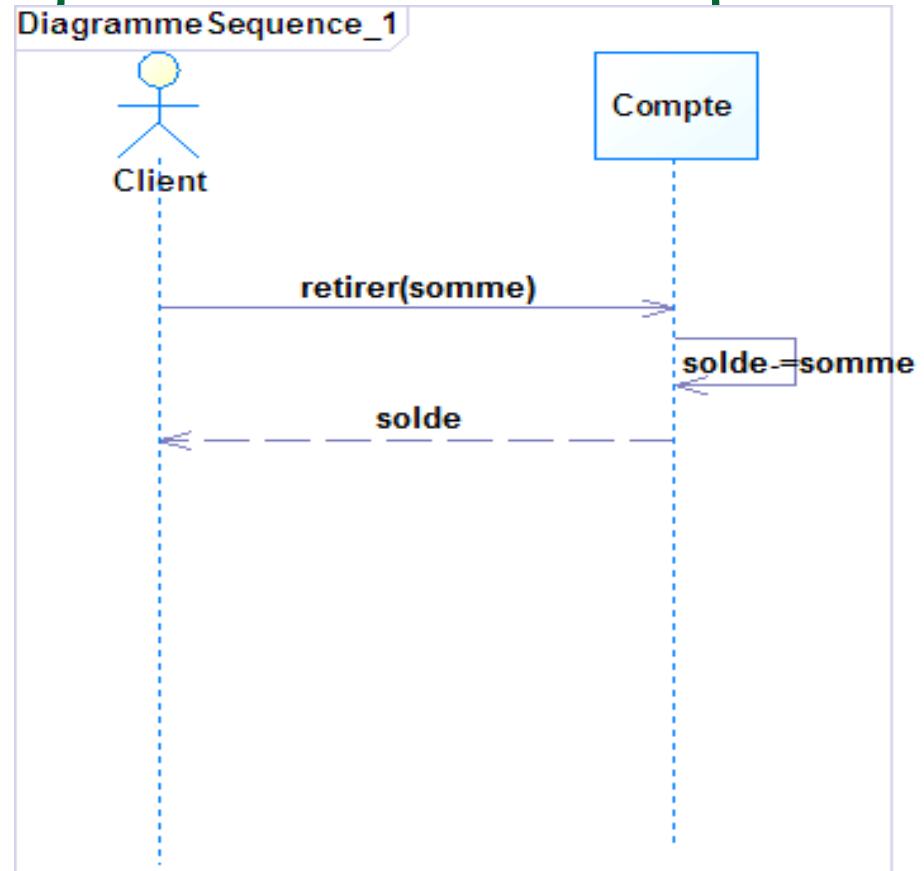 DiagrammeSequence_1
Compte
Client
retirer(somme)
solde-=somme
solde